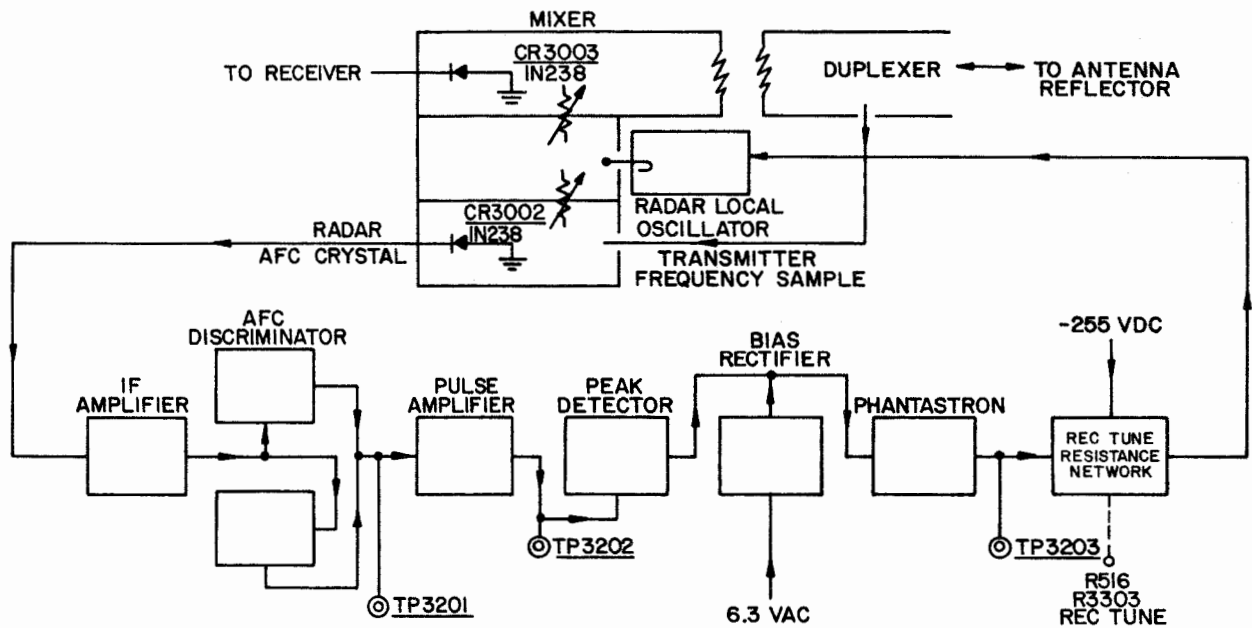 MIXER
CR3003
IN238
TO RECEIVER
DUPLEXER
TO ANTENNA
REFLECTOR
CR3002
IN238
RADAR LOCAL
OSCILLATOR
RADAR
AFC CRYSTAL
TRANSMITTER
FREQUENCY SAMPLE
AFC
DISCRIMINATOR
-255 VDC
BIAS
RECTIFIER
IF
AMPLIFIER
PULSE
AMPLIFIER
PEAK
DETECTOR
PHANTASTRON
REC TUNE
RESISTANCE
NETWORK
TP3202
TP3203
TP3201
6.3 VAC
R516
R3303
REC TUNE